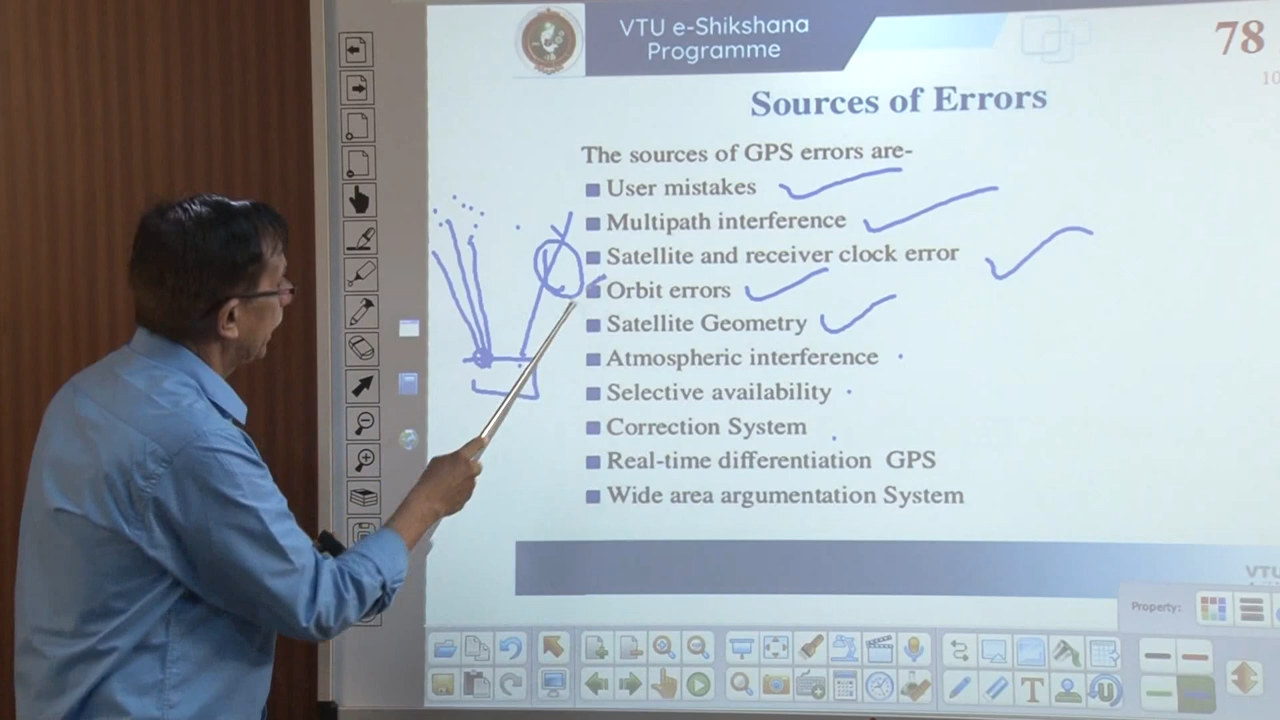 VTU e-Shikshana
Programme
78
10
Sources of Errors
The sources of GPS errors are-
User mistakes
Multipath interference
Satellite and receiver clock error
Orbit errors
Satellite Geometry
Atmospheric interference
Selective availability
Correction System
Real-time differentiation GPS
Wide area argumentation System
VTU
Property: